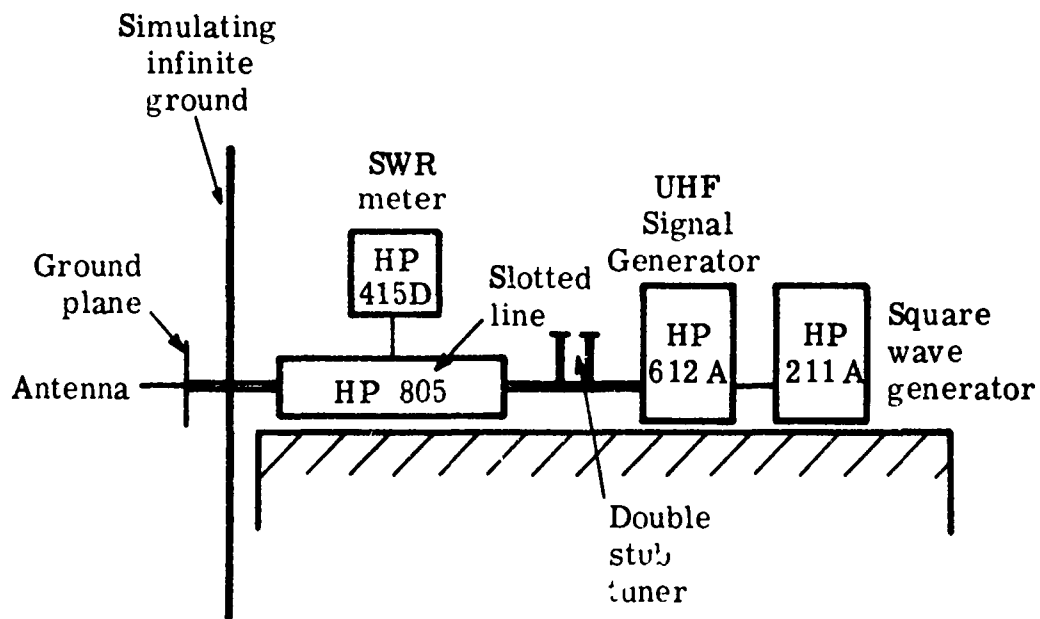 Simulating
infinite
ground
SWR
meter
HP
415D
UHF
Signal
Generator
Ground
plane
Slotted
line
HP
612 A
HP
211 A
Square
wave
generator
Antenna
HP 805
Double
stub
tuner